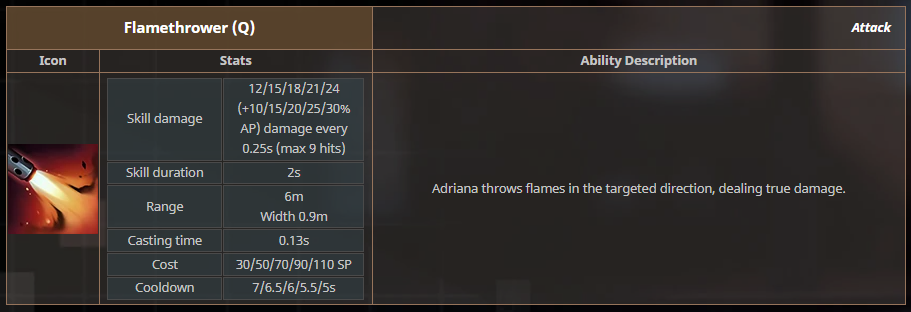 Flamethrower (Q)
Attack
Icon
Stats
Ability Description
Skill damage
12/15/18/21/24
(+10/15/20/25/30%
AP) damage every
0.25s (max 9 hits)
Skill duration
2s
Range
6m
Width 0.9m
Casting time
0.13s
Cost
30/50/70/90/110 SP
Cooldown
7/6.5/6/5.5/5s
Adriana throws flames in the targeted direction, dealing true damage.